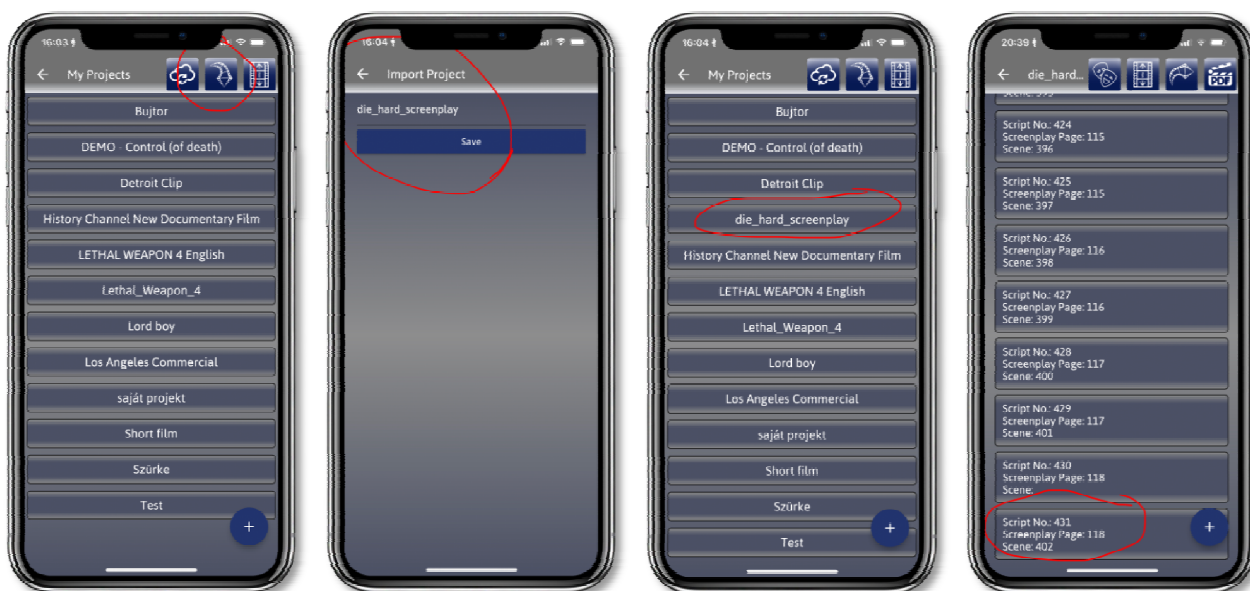 16:03
My Projects
Bujtor
DEMO - Control (of death)
Detroit Clip
History Channel New Documentary Film
LETHAL WEAPON 4 English
Lethal_Weapon_4
Lord boy
Los Angeles Commercial
saját projekt
Short film
Szürke
Test
+
16:04
Import Project
die_hard_screenplay
Save
16:04
My Projects
Bujtor
DEMO - Control (of death)
Detroit Clip
die_hard_screenplay
History Channel New Documentary Film
LETHAL WEAPON 4 English
Lethal_Weapon_4
Lord boy
Los Angeles Commercial
saját projekt
Short film
Szürke
Test
+
20:39
die_hard...
PDF
Scene: 395
Script No.: 424
Screenplay Page: 115
Scene: 396
Script No.: 425
Screenplay Page: 115
Scene: 397
Script No.: 426
Screenplay Page: 116
Scene: 398
Script No.: 427
Screenplay Page: 116
Scene: 399
Script No.: 428
Screenplay Page: 117
Scene: 400
Script No.: 429
Screenplay Page: 117
Scene: 401
Script No.: 430
Screenplay Page: 118
Scene:
Script No.: 431
Screenplay Page: 118
Scene: 402
+